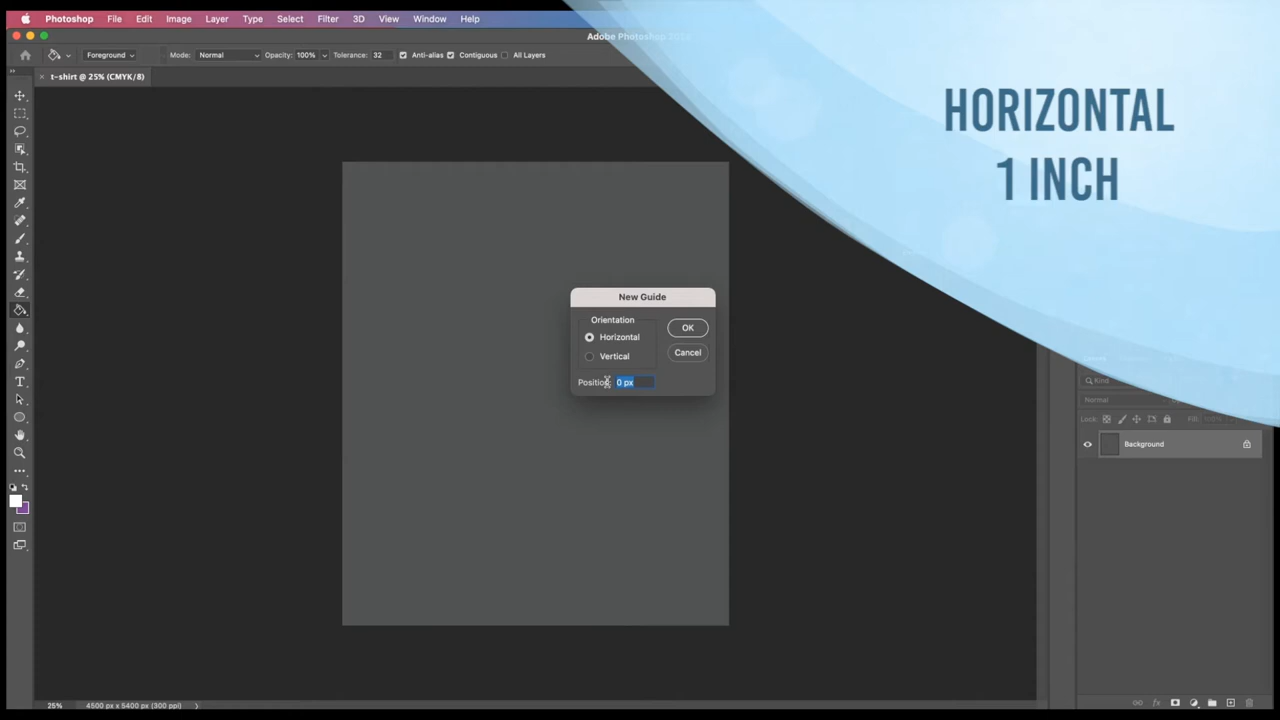 Photoshop File Edit Image Layer Type Select Filter 3D View Window Help
Adobe Photoshop
Foreground Mode: Normal Opacity: 100% Tolerance: 32 Anti-alias Contiguous All Layers
t-shirt @ 25% (CMYK/8)
HORIZONTAL
1 INCH
New Guide
Orientation
Horizontal
Vertical
OK
Cancel
Position: 0 px
Kind
Normal
Lock: Fill: 100%
Background
25% 4500 px x 5400 px (300 ppi)